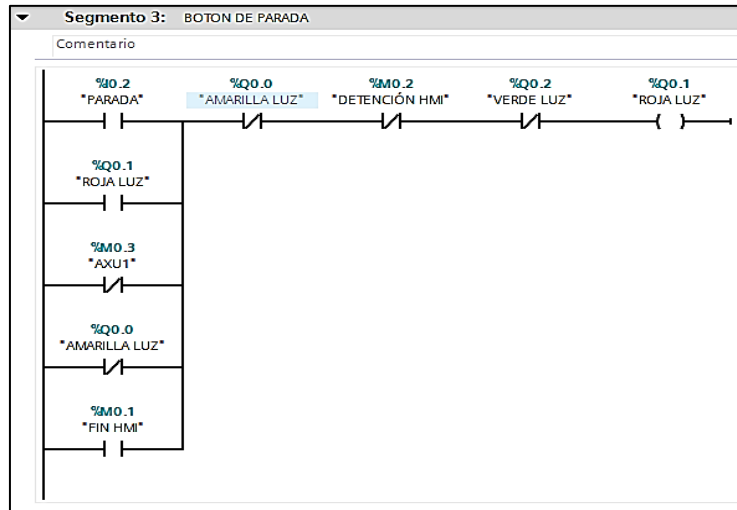 Segmento 3: BOTON DE PARADA
Comentario
%I0.2 %Q0.0 %M0.2 %Q0.2 %Q0.1
"PARADA" "AMARILLA LUZ" "DETENCIÓN HMI" "VERDE LUZ" "ROJA LUZ"
%Q0.1
"ROJA LUZ"
%M0.3
"AXU1"
%Q0.0
"AMARILLA LUZ"
%M0.1
"FIN HMI"